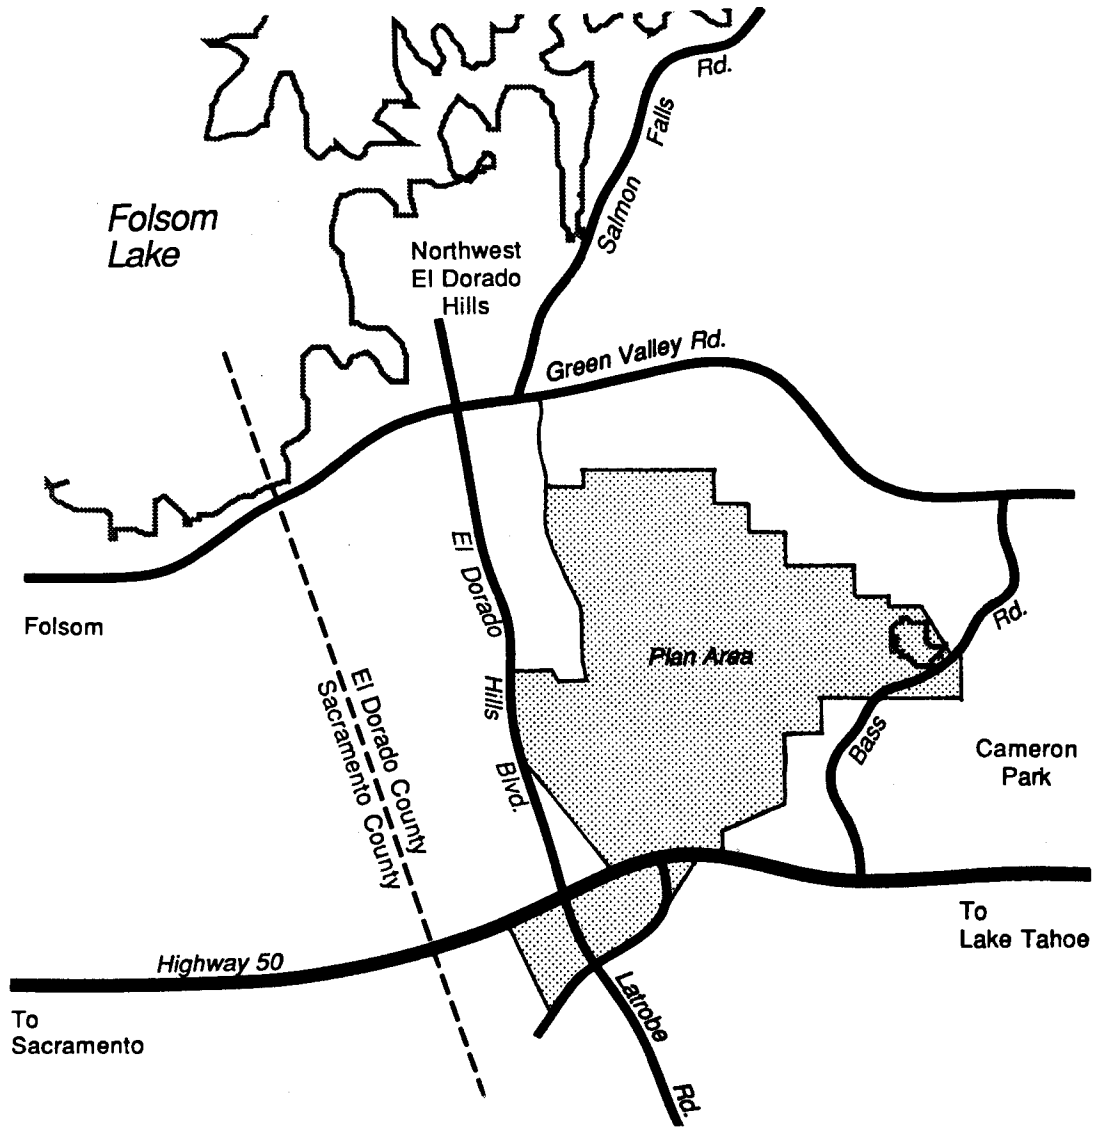 Rd.
Falls
Salmon
Folsom
Lake
Northwest
El Dorado
Hills
Green Valley Rd.
El Dorado
Hills
Blvd.
Folsom
Plan Area
Rd.
Bass
El Dorado County
Sacramento County
Cameron
Park
To
Lake Tahoe
Highway 50
To
Sacramento
Latrobe
Rd.